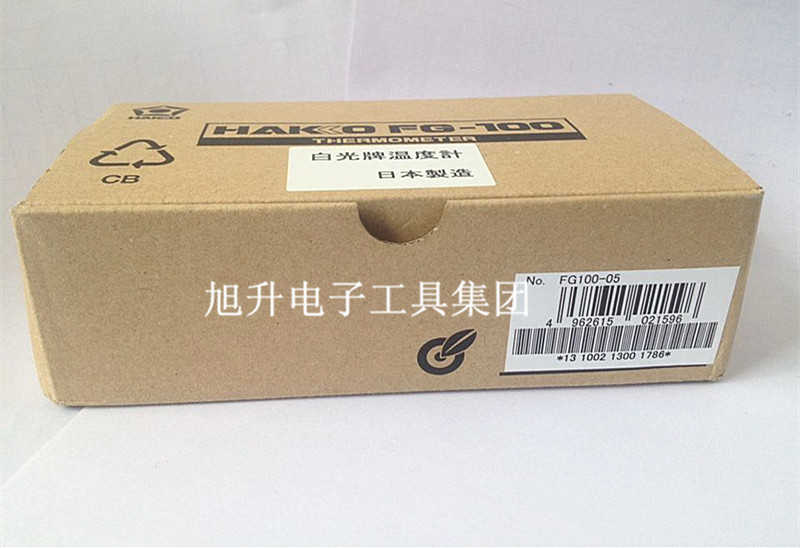 HAKKO
HAKKO FG-100
THERMOMETER
白光牌温度計
日本製造
CB
No. FG100-05
4 962615 021596
*13 1002 1300 1786*
旭升电子工具集团